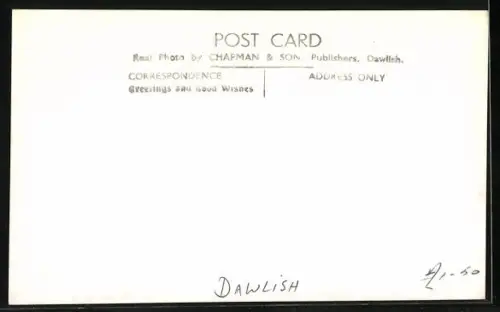 POST CARD
Real Photo by CHAPMAN & SON, Publishers, Dawlish.
CORRESPONDENCE ADDRESS ONLY
Greetings and Good Wishes
DAWLISH
1-50